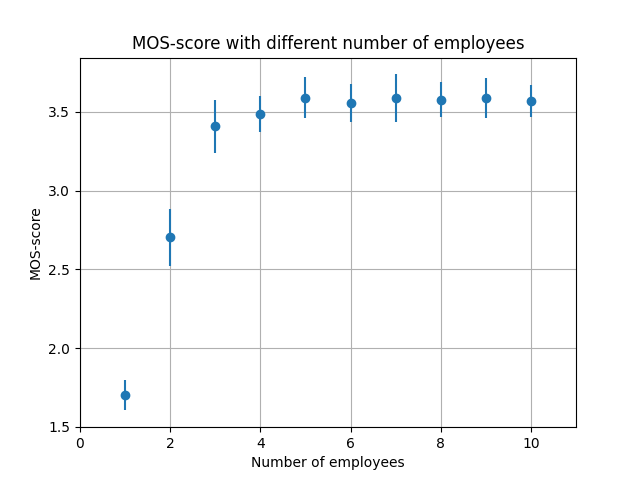 MOS-score with different number of employees
MOS-score
3.5
3.0
2.5
2.0
1.5
0 2 4 6 8 10
Number of employees